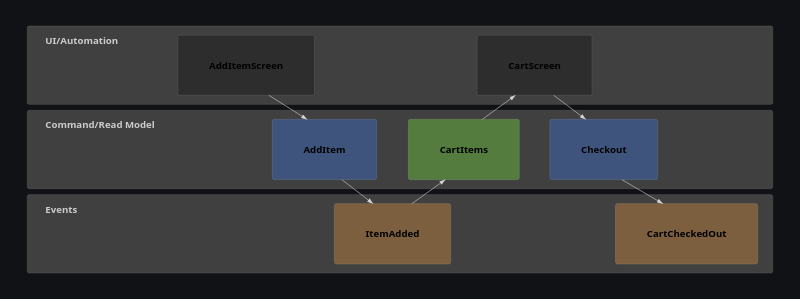 UI/Automation
AddItemScreen
CartScreen
Command/Read Model
AddItem
CartItems
Checkout
Events
ItemAdded
CartCheckedOut